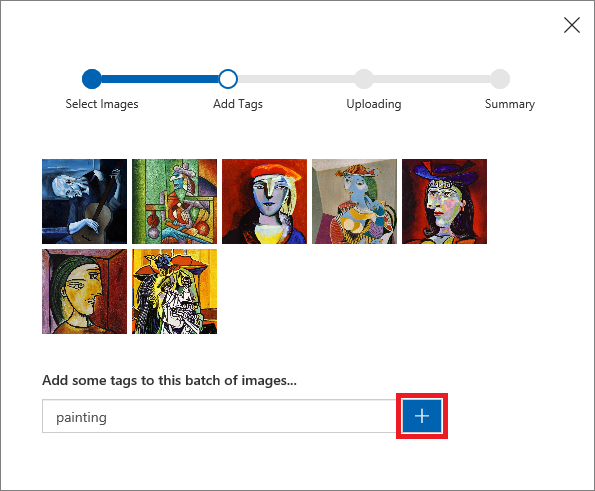 Select Images
Add Tags
Uploading
Summary
Add some tags to this batch of images...
painting